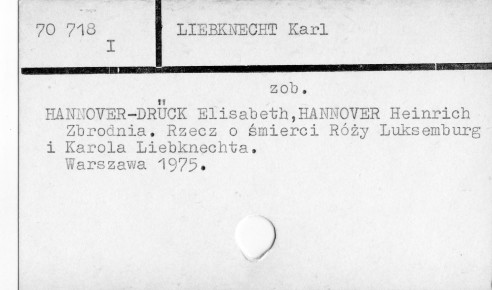 70 718 LIEBKNECHT Karl
I
zob.
HANNOVER-DRÜCK Elisabeth,HANNOVER Heinrich
Zbrodnia. Rzecz o śmierci Róży Luksemburg
i Karola Liebknechta.
Warszawa 1975.